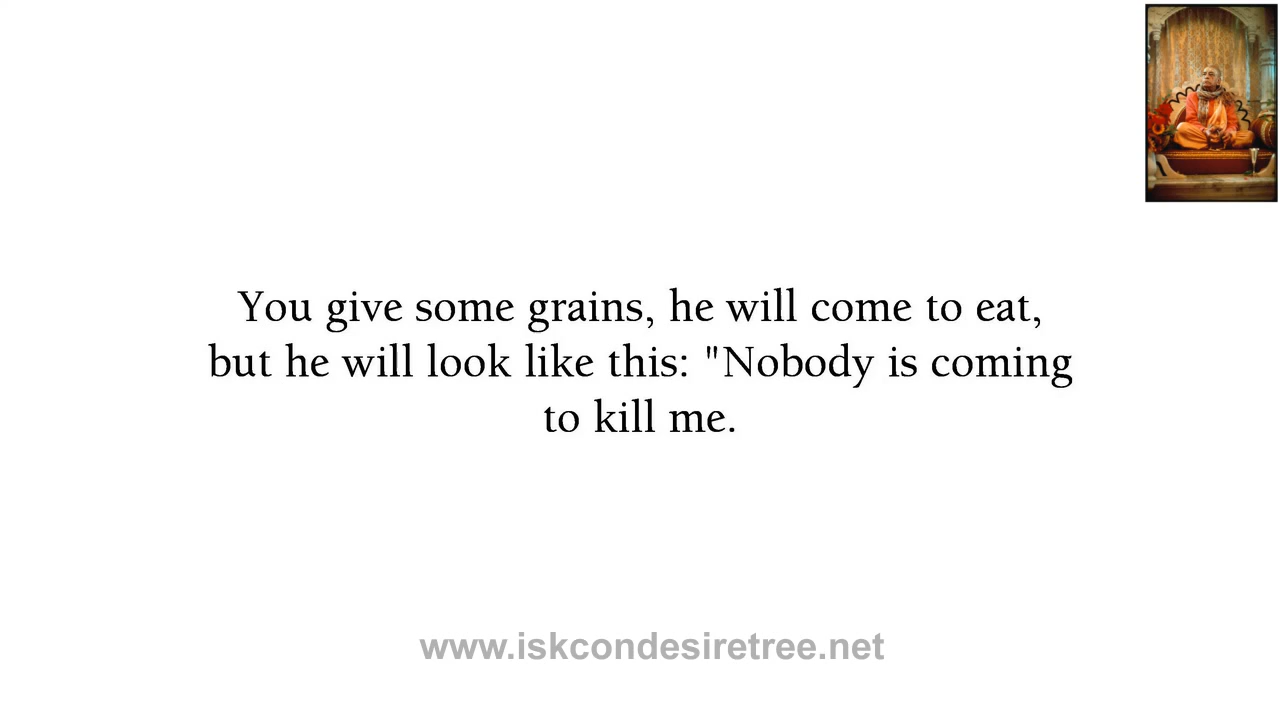 You give some grains, he will come to eat,
but he will look like this: "Nobody is coming
to kill me.
www.iskcondesiretree.net